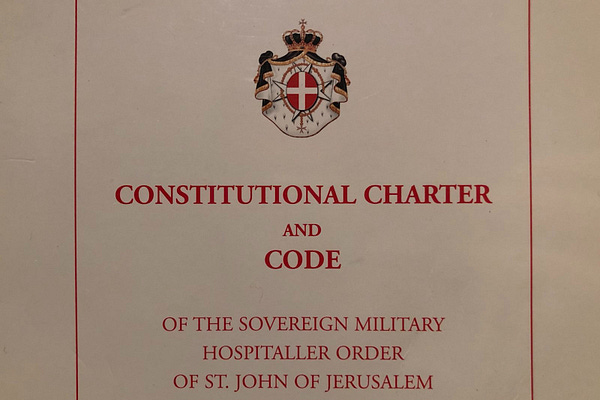 CONSTITUTIONAL CHARTER
AND
CODE
OF THE SOVEREIGN MILITARY
HOSPITALLER ORDER
OF ST. JOHN OF JERUSALEM